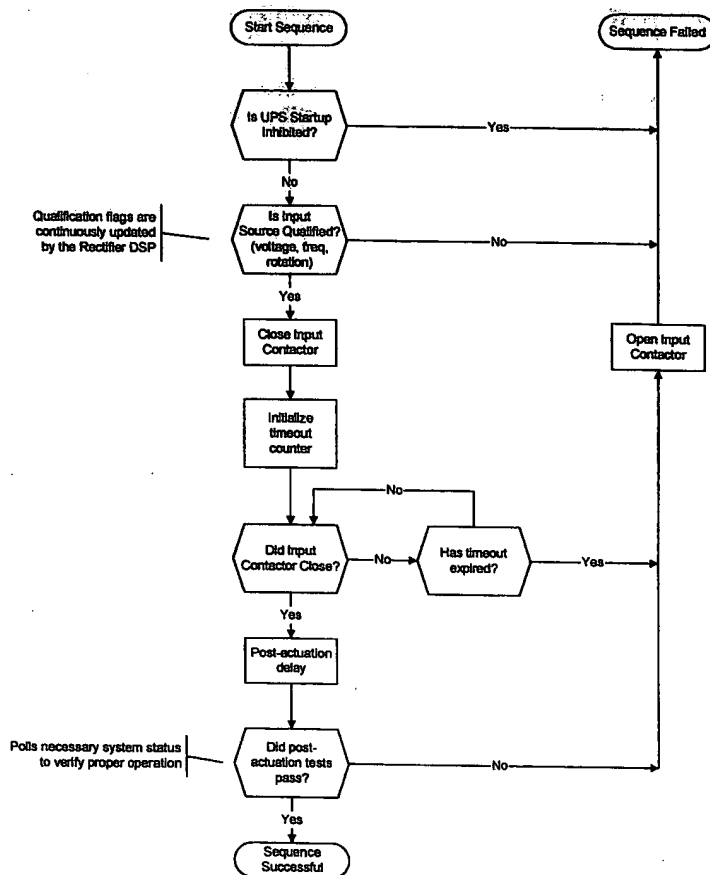 Start Sequence
Sequence Failed
Is UPS Startup
Inhibited?
Yes
No
Qualification flags are
continuously updated
by the Rectifier DSP
Is Input
Source Qualified?
(voltage, freq,
rotation)
No
Yes
Close Input
Contactor
Open Input
Contactor
Initialize
timeout
counter
No
Did Input
Contactor Close?
No
Has timeout
expired?
Yes
Yes
Post-actuation
delay
Polls necessary system status
to verify proper operation
Did post-
actuation tests
pass?
No
Yes
Sequence
Successful